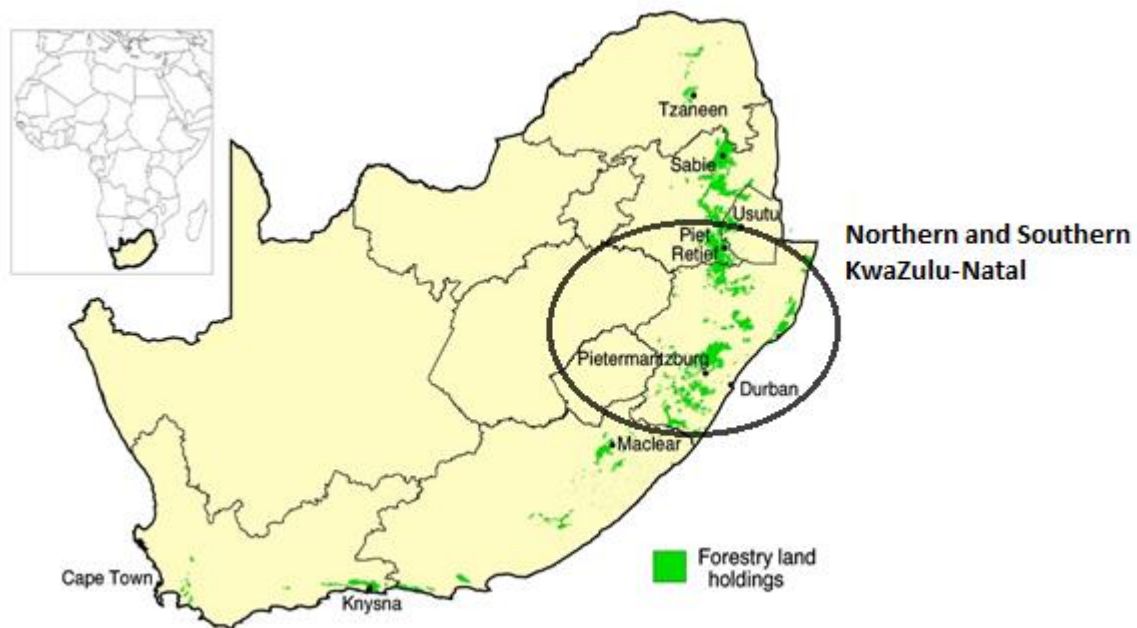 Tzaneen
Sabie
Usutu
Piet
Retief
Northern and Southern
KwaZulu-Natal
Pietermaritzburg
Durban
Maclear
Forestry land
holdings
Cape Town
Knysna